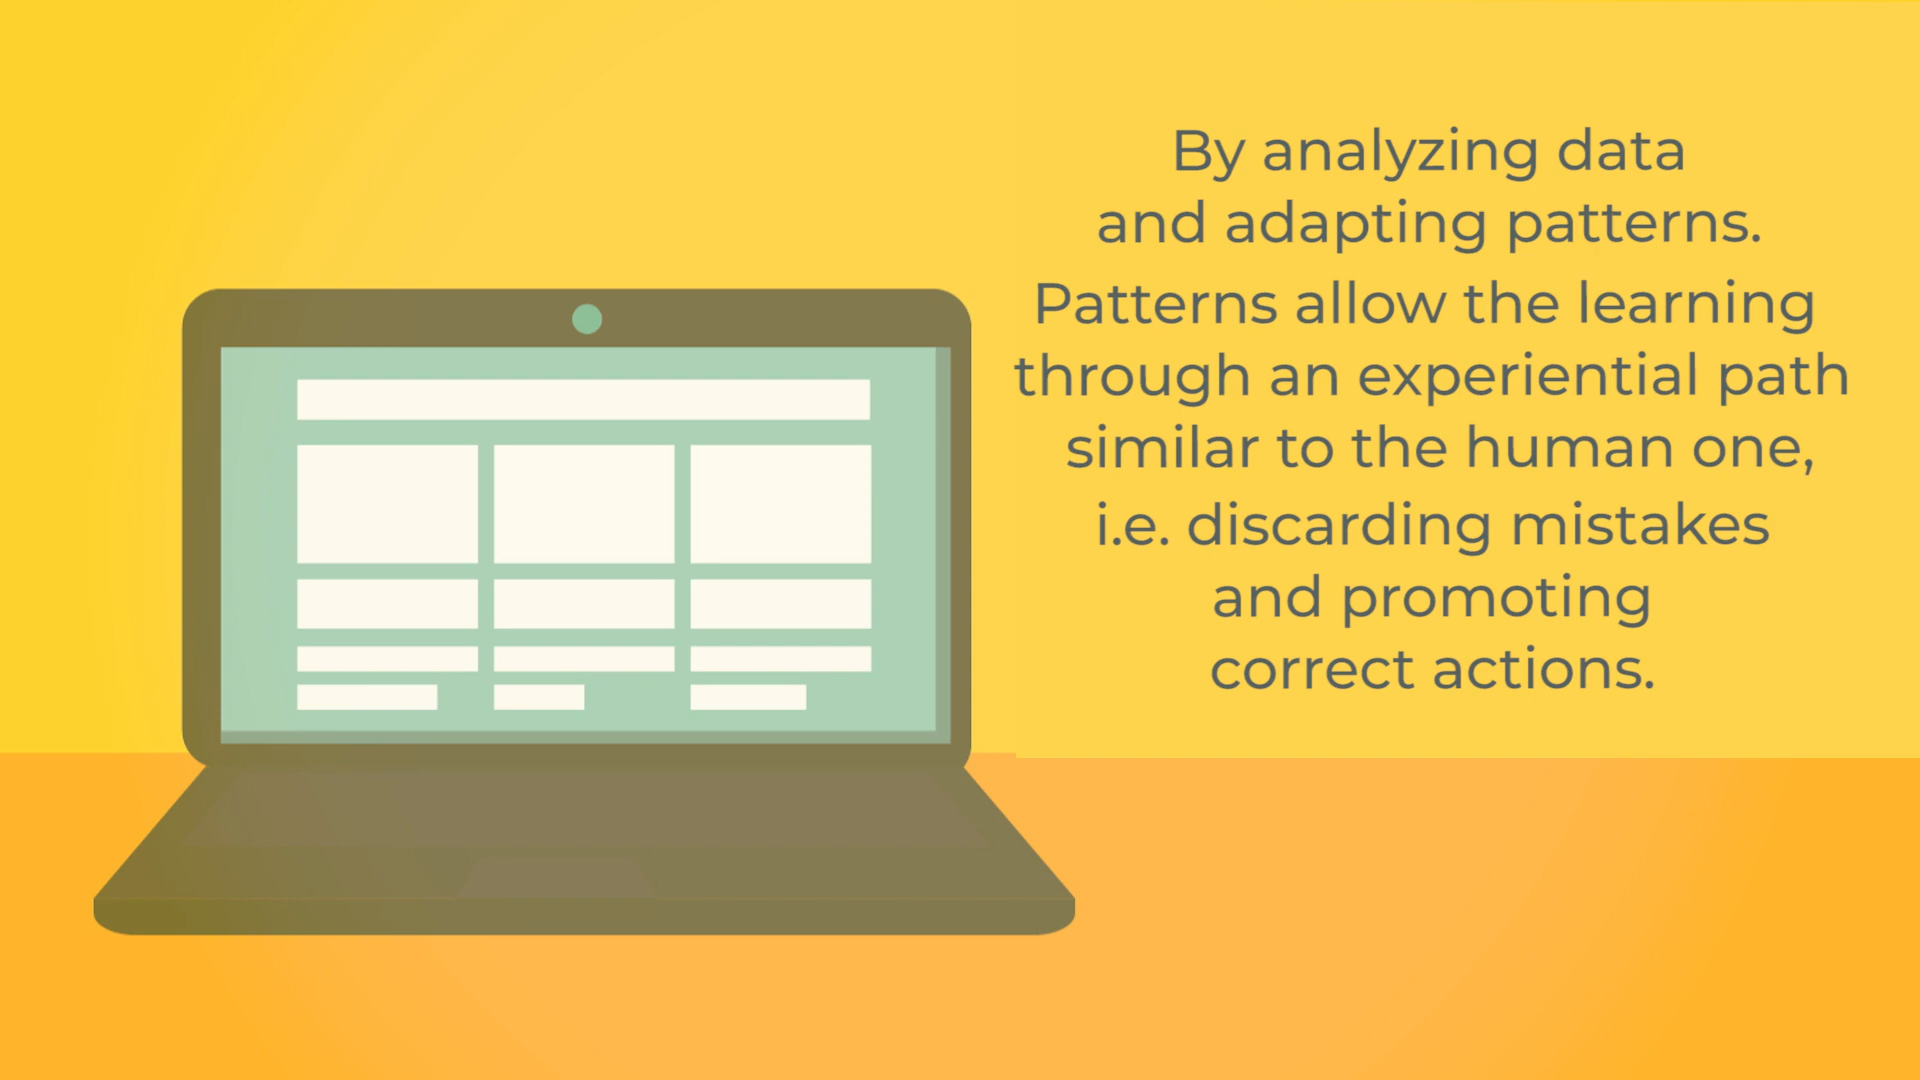 By analyzing data
and adapting patterns.
Patterns allow the learning
through an experiential path
similar to the human one,
i.e. discarding mistakes
and promoting
correct actions.